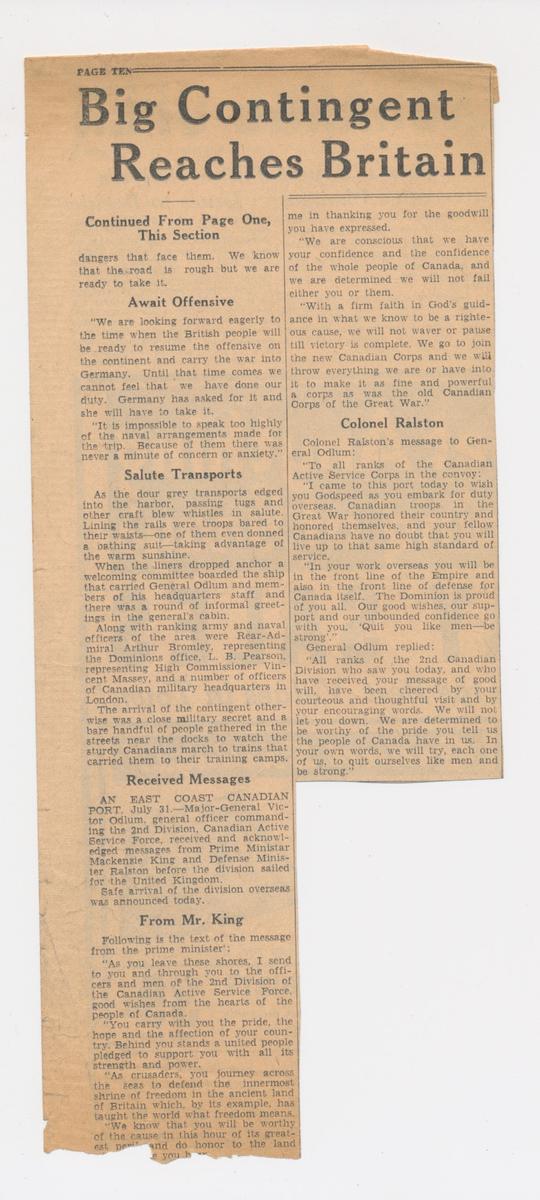 PAGE TEN
Big Contingent
Reaches Britain
Continued From Page One,
This Section
dangers that face them. We know
that the road is rough but we are
ready to take it.
Await Offensive
"We are looking forward eagerly to
the time when the British people will
be ready to resume the offensive on
the continent and carry the war into
Germany. Until that time comes we
cannot feel that we have done our
duty. Germany has asked for it and
she will have to take it.
"It is impossible to speak too highly
of the naval arrangements made for
the trip. Because of them there was
never a minute of concern or anxiety."
Salute Transports
As the dour grey transports edged
into the harbor, passing tugs and
other craft blew whistles in salute.
Lining the rails were troops bared to
their waists—one of them even donned
a bathing suit—taking advantage of
the warm sunshine.
When the liners dropped anchor a
welcoming committee boarded the ship
that carried General Odlum and mem-
bers of his headquarters staff and
there was a round of informal greet-
ings in the general's cabin.
Along with ranking army and naval
officers of the area were Rear-Ad-
miral Arthur Bromley, representing
the Dominions office, L. B. Pearson,
representing High Commissioner Vin-
cent Massey, and a number of officers
of Canadian military headquarters in
London.
The arrival of the contingent other-
wise was a close military secret and a
bare handful of people gathered in the
streets near the docks to watch the
sturdy Canadians march to trains that
carried them to their training camps.
Received Messages
AN EAST COAST CANADIAN
PORT, July 31.—Major-General Vic-
tor Odlum, general officer command-
ing the 2nd Division, Canadian Active
Service Force, received and acknowl-
edged messages from Prime Ministar
Mackenzie King and Defense Minis-
ter Ralston before the division sailed
for the United Kingdom.
Safe arrival of the division overseas
was announced today.
From Mr. King
Following is the text of the message
from the prime minister:
"As you leave these shores, I send
to you and through you to the offi-
cers and men of the 2nd Division of
the Canadian Active Service Force,
good wishes from the hearts of the
people of Canada.
"You carry with you the pride, the
hope and the affection of your coun-
try. Behind you stands a united people
pledged to support you with all its
strength and power.
"As crusaders, you journey across
the seas to defend the innermost
shrine of freedom in the ancient land
of Britain which, by its example, has
taught the world what freedom means.
"We know that you will be worthy
of the cause in this hour of its great-
est and do honor to the land
you
me in thanking you for the goodwill
you have expressed.
"We are conscious that we have
your confidence and the confidence
of the whole people of Canada, and
we are determined we will not fail
either you or them.
"With a firm faith in God's guid-
ance in what we know to be a righte-
ous cause, we will not waver or pause
till victory is complete. We go to join
the new Canadian Corps and we will
throw everything we are or have into
it to make it as fine and powerful
a corps as was the old Canadian
Corps of the Great War."
Colonel Ralston
Colonel Ralston's message to Gen-
eral Odlum:
"To all ranks of the Canadian
Active Service Corps in the convoy:
"I came to this port today to wish
you Godspeed as you embark for duty
overseas. Canadian troops in the
Great War honored their country and
honored themselves, and your fellow
Canadians have no doubt that you will
live up to that same high standard of
service.
"In your work overseas you will be
in the front line of the Empire and
also in the front line of defense for
Canada itself. The Dominion is proud
of you all. Our good wishes, our sup-
port and our unbounded confidence go
with you. 'Quit you like men—be
strong'."
General Odlum replied:
"All ranks of the 2nd Canadian
Division who saw you today, and who
have received your message of good
will, have been cheered by your
courteous and thoughtful visit and by
your encouraging words. We will not
let you down. We are determined to
be worthy of the pride you tell us
the people of Canada have in us. In
your own words, we will try, each one
of us, to quit ourselves like men and
be strong."